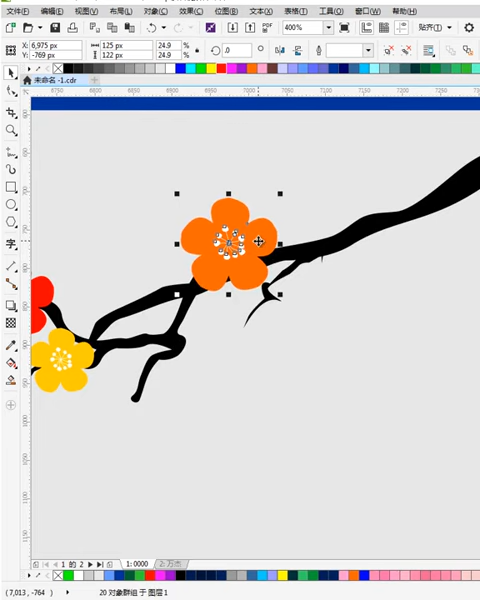 文件(F) 编辑(E) 视图(V) 布局(L) 对象(C) 效果(C) 位图(B) 文本(X) 表格(T) 工具(O) 窗口(W) 帮助(H)
PDF 400% 贴齐(T)
X: 6,975 px 125 px 24.9 %
Y: -769 px 122 px 24.9 % .0
未命名 -1.cdr
6750 6800 6850 6900 6950 7000 7050 7100 7150 7200 7250
字
1 的 2 1: 0000
(7,013, -764) 20 对象群组 于 图层 1